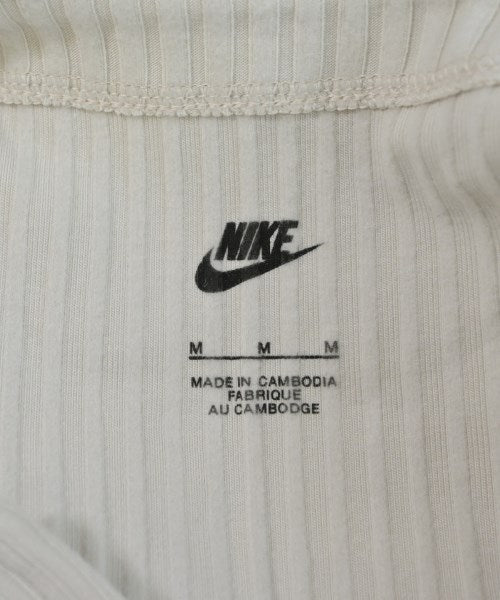 NIKE
M M M
MADE IN CAMBODIA
FABRIQUE
AU CAMBODGE